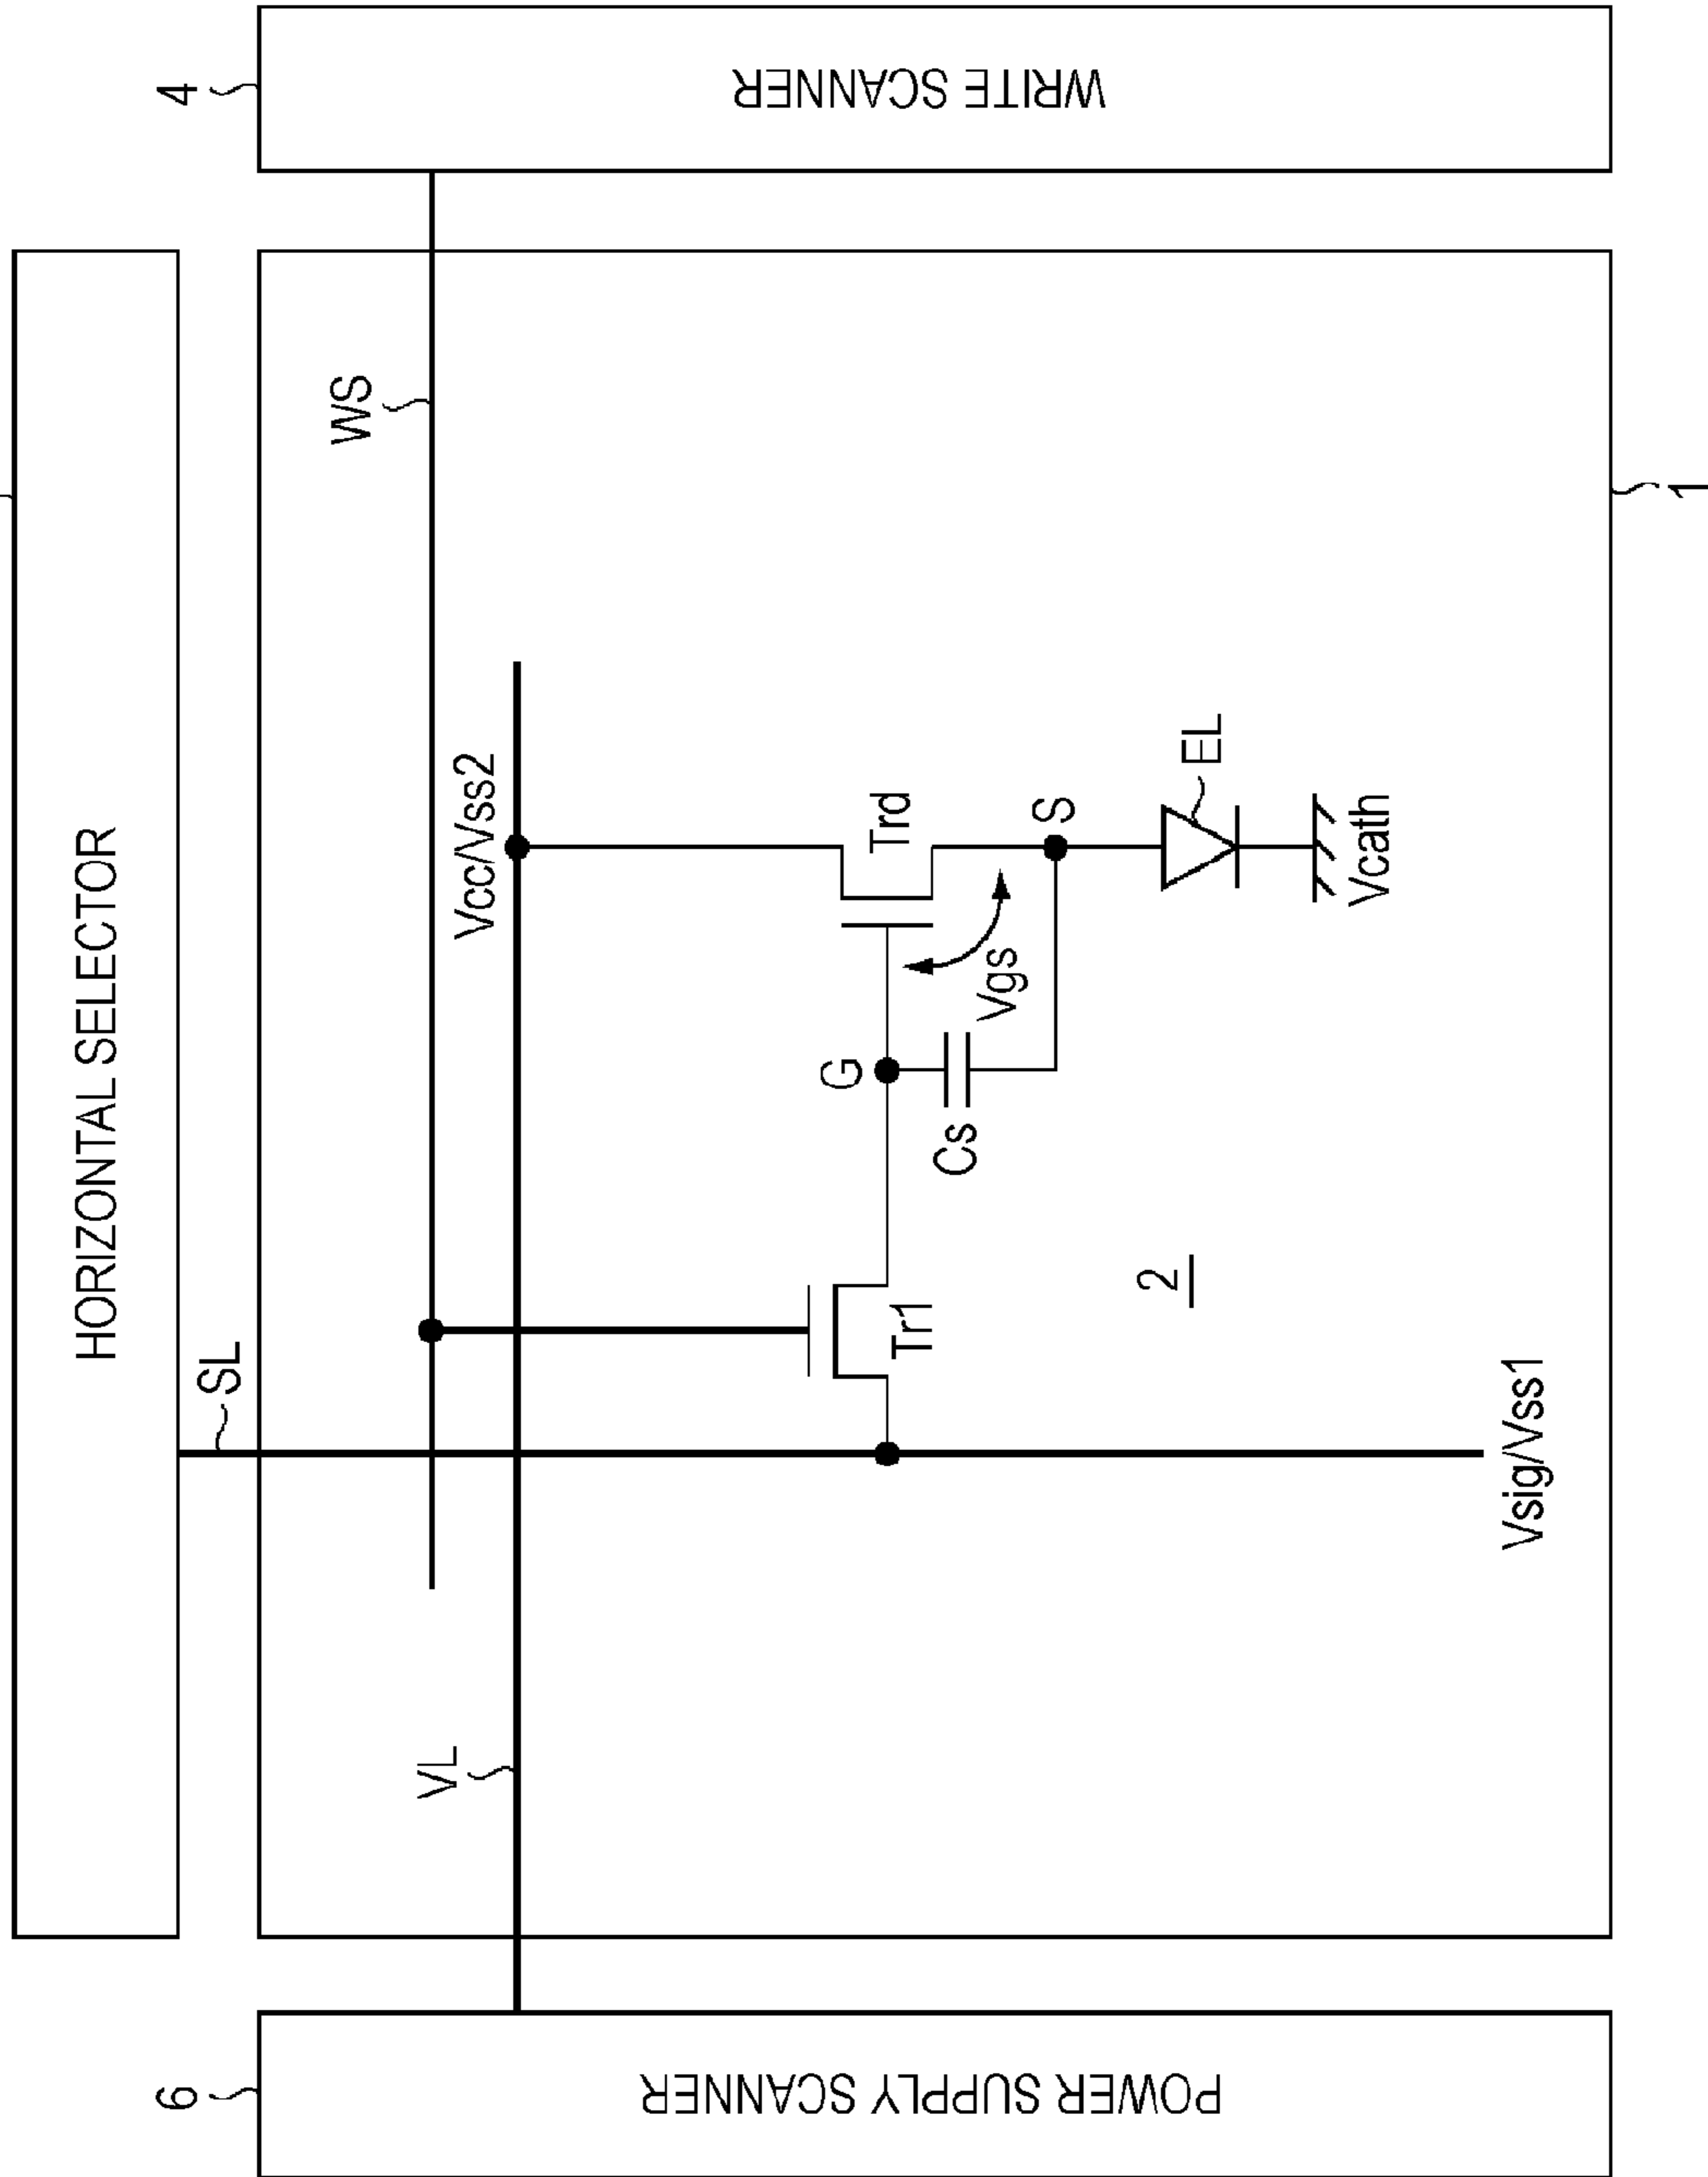 HORIZONTAL SELECTOR
6
POWER SUPPLY SCANNER
4
WRITE SCANNER
SL
WS
VL
Vcc/Vss2
Trd
G
S
Vgs
Cs
Tr1
EL
Vcath
2
Vsig/Vss1
1